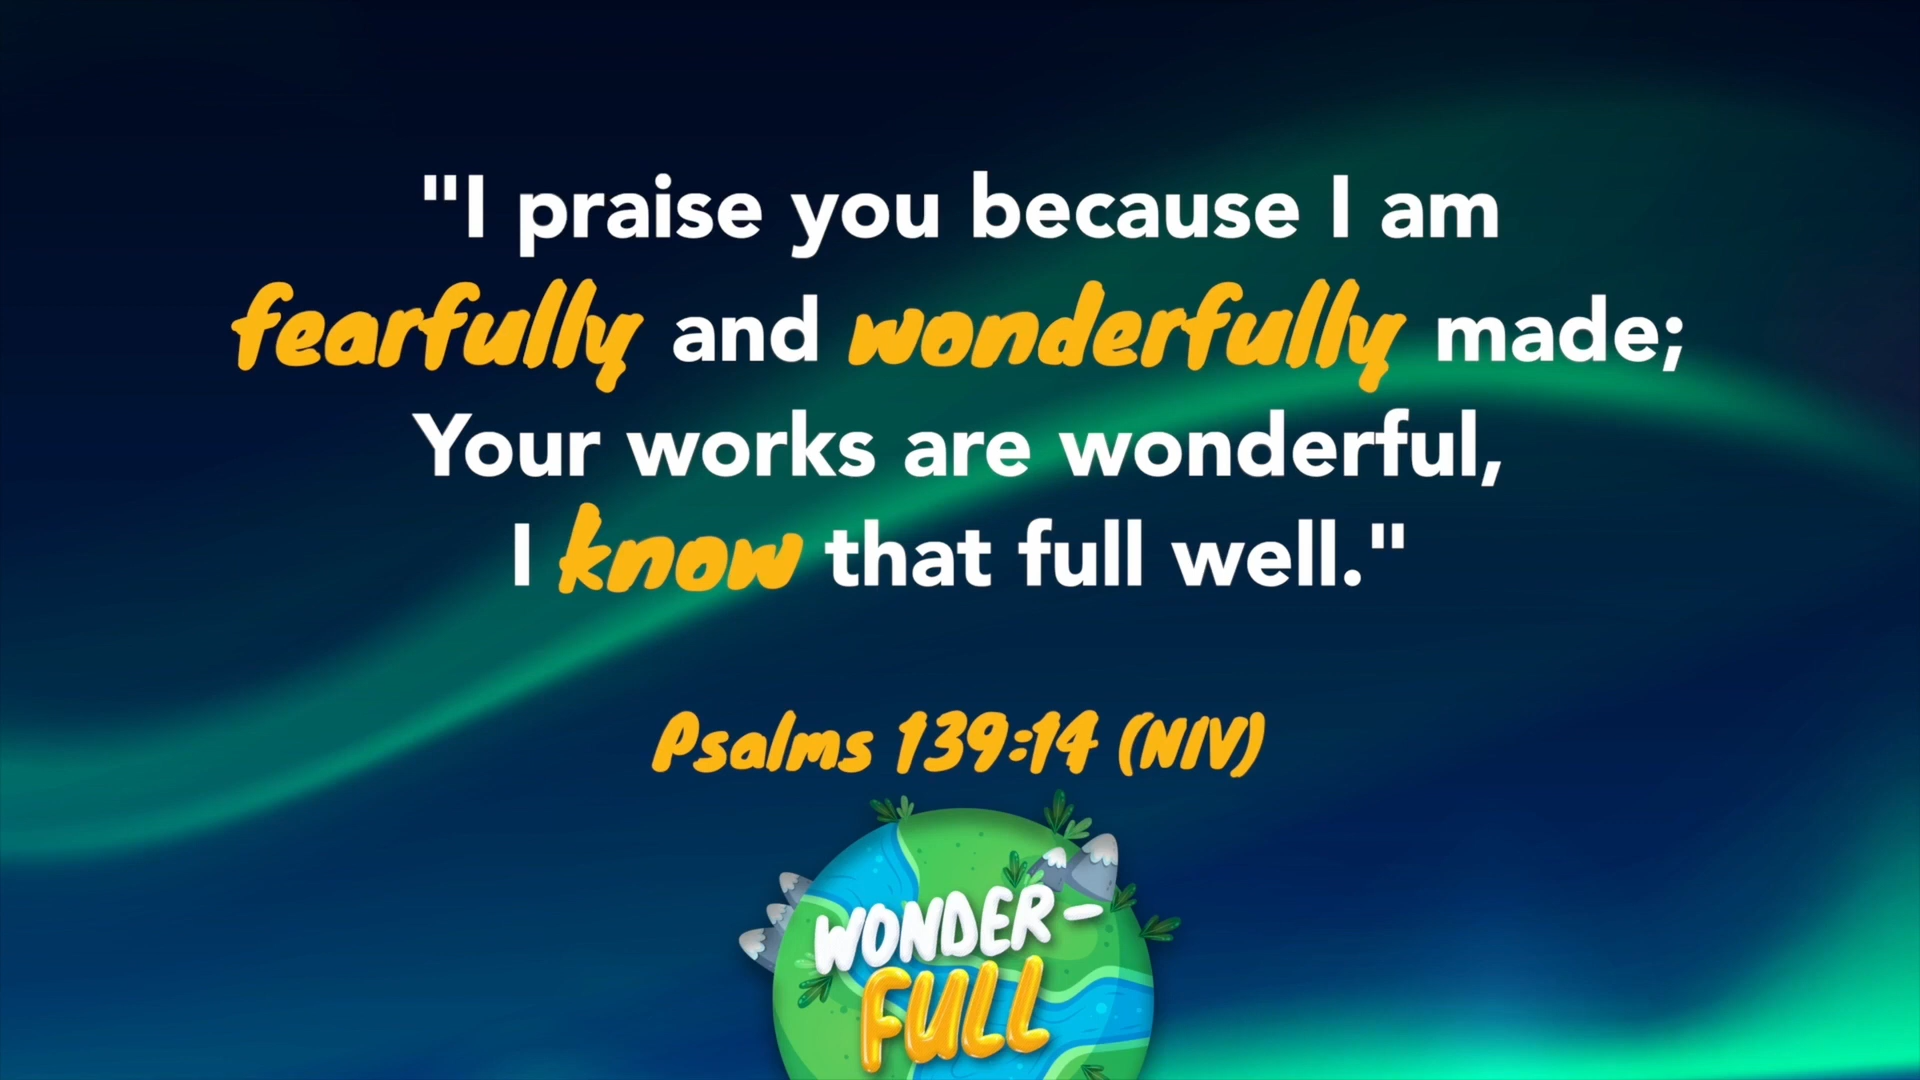 "I praise you because I am
fearfully and wonderfully made;
Your works are wonderful,
I know that full well."
Psalms 139:14 (NIV)
WONDER-
FULL